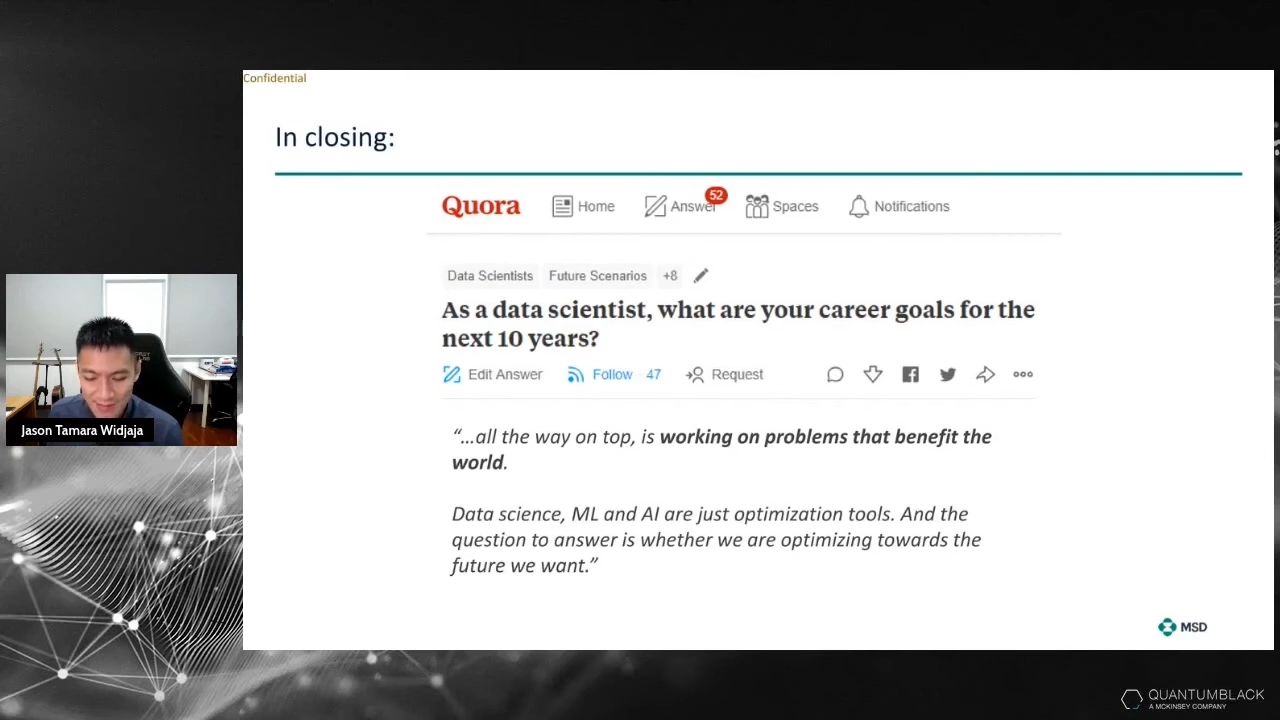 Confidential
In closing:
Quora
Home
Answer
52
Spaces
Notifications
Data Scientists
Future Scenarios
+8
As a data scientist, what are your career goals for the
next 10 years?
Edit Answer
Follow · 47
Request
“...all the way on top, is working on problems that benefit the
world.
Data science, ML and AI are just optimization tools. And the
question to answer is whether we are optimizing towards the
future we want.”
Jason Tamara Widjaja
MSD
QUANTUMBLACK
A MCKINSEY COMPANY